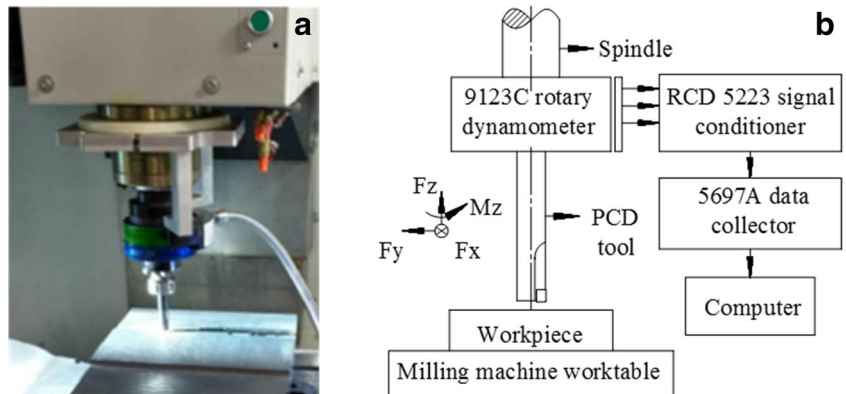 a
b
Spindle
9123C rotary
dynamometer
RCD 5223 signal
conditioner
5697A data
collector
Computer
Fz
Mz
Fy
Fx
PCD
tool
Workpiece
Milling machine worktable